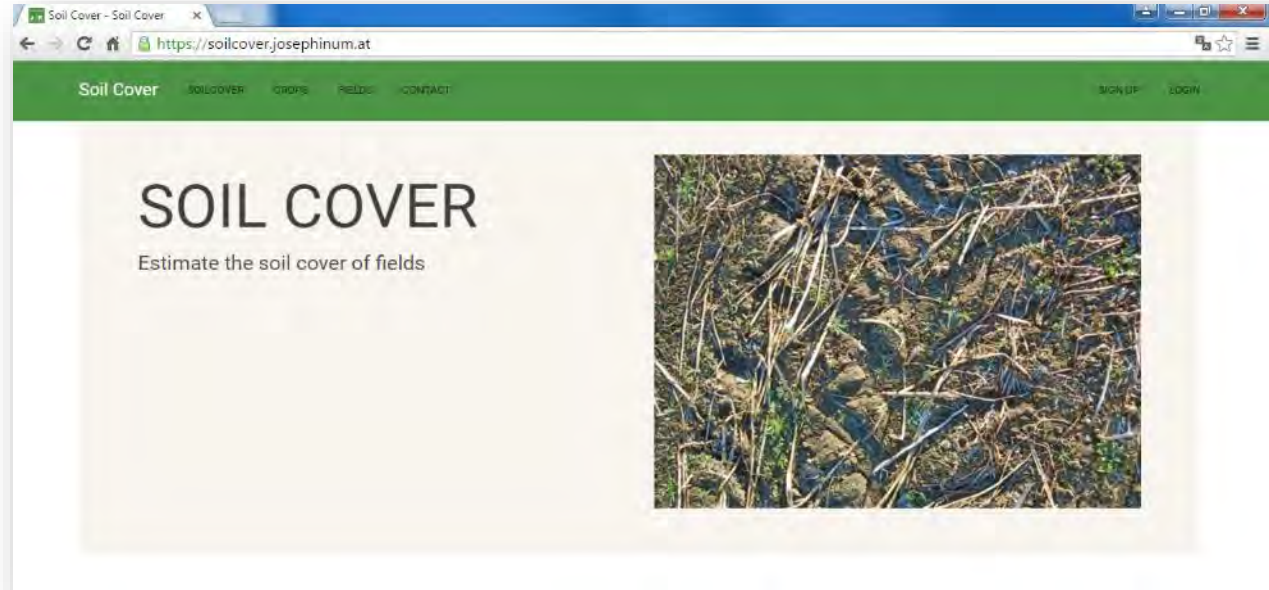 Soil Cover - Soil Cover
https://soilcover.josephinum.at
Soil Cover SOILCOVER CROPS FIELDS CONTACT SIGN UP LOGIN
SOIL COVER
Estimate the soil cover of fields